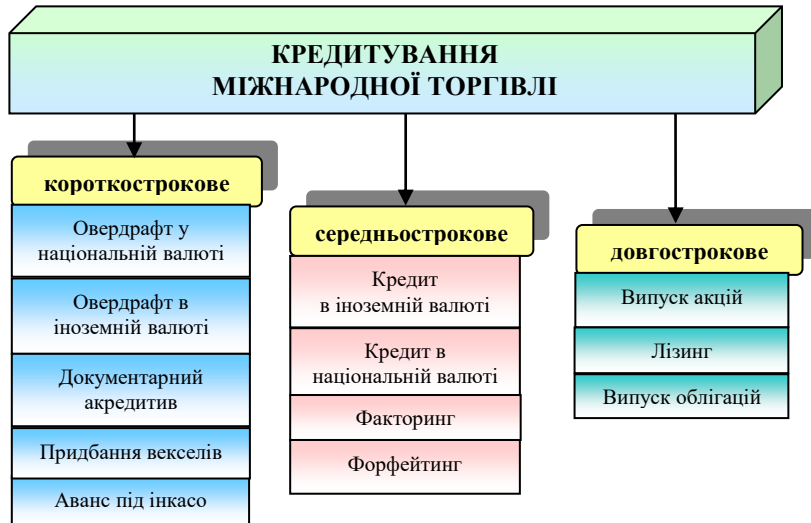 КРЕДИТУВАННЯ
МІЖНАРОДНОЇ ТОРГІВЛІ
короткострокове
Овердрафт у
національній валюті
Овердрафт в
іноземній валюті
Документарний
акредитив
Придбання векселів
Аванс під інкасо
середньострокове
Кредит
в іноземній валюті
Кредит в
національній валюті
Факторинг
Форфейтинг
довгострокове
Випуск акцій
Лізинг
Випуск облігацій